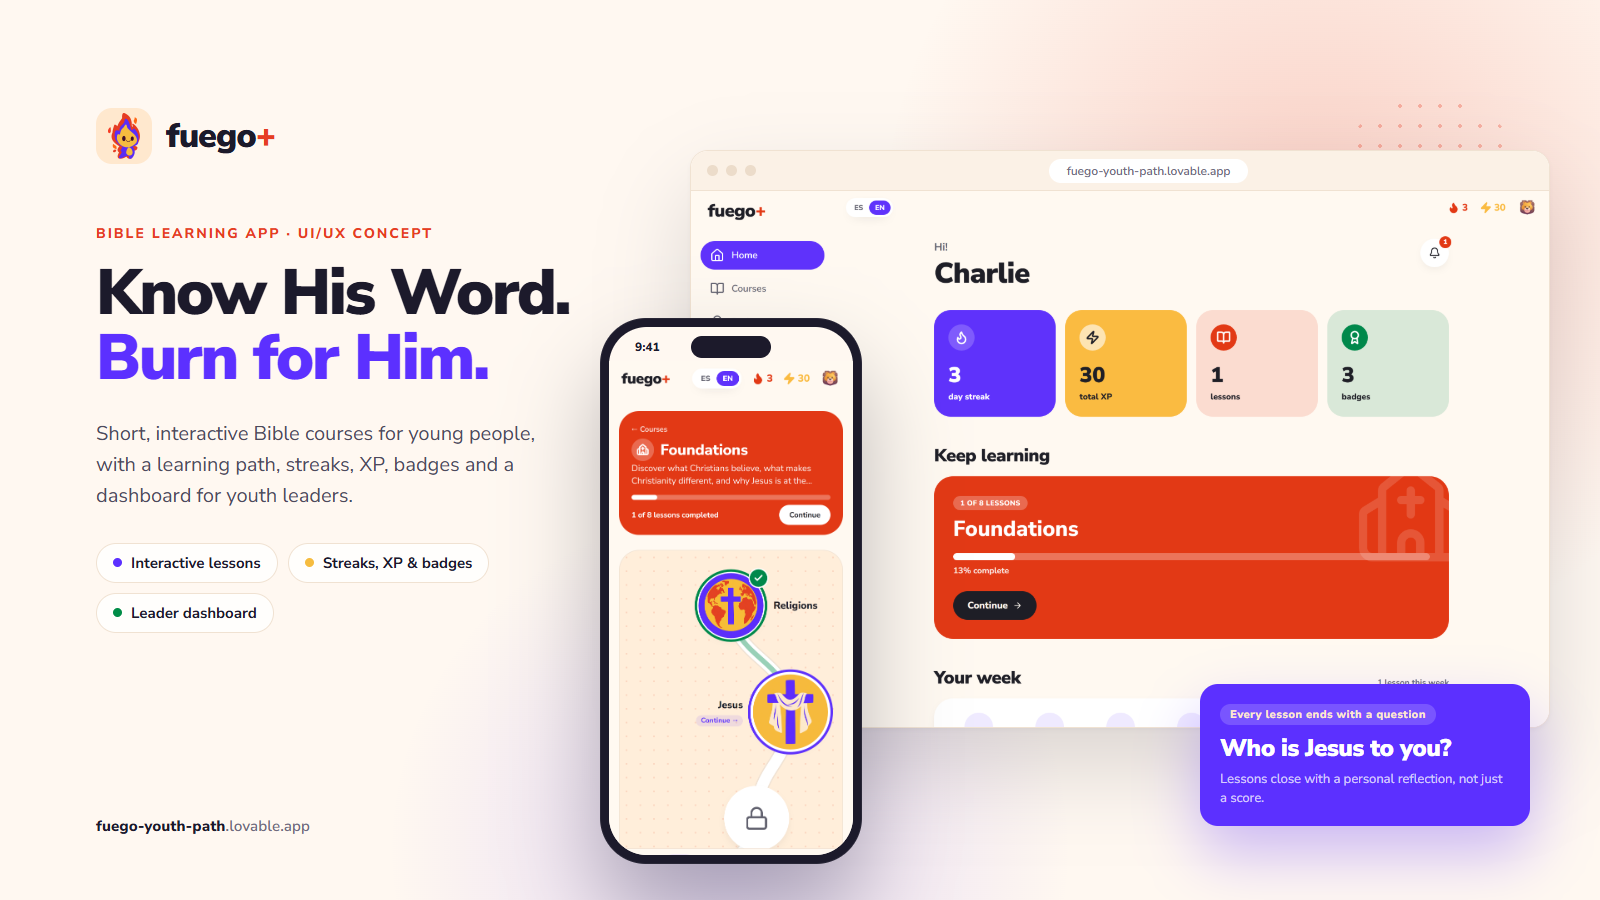 fuego+
BIBLE LEARNING APP · UI/UX CONCEPT
Know His Word.
Burn for Him.
Short, interactive Bible courses for young people,
with a learning path, streaks, XP, badges and a
dashboard for youth leaders.
Interactive lessons
Streaks, XP & badges
Leader dashboard
fuego-youth-path.lovable.app
fuego-youth-path.lovable.app
fuego+
ES EN
3 30
Home
Courses
Hi!
Charlie
1
3
day streak
30
total XP
1
lessons
3
badges
Keep learning
1 OF 8 LESSONS
Foundations
13% complete
Continue →
Your week
1 lesson this week
9:41
fuego+ ES EN 3 30
← Courses
Foundations
Discover what Christians believe, what makes
Christianity different, and why Jesus is at the...
1 of 8 lessons completed
Continue
Religions
Jesus
Continue →
Every lesson ends with a question
Who is Jesus to you?
Lessons close with a personal reflection, not just
a score.